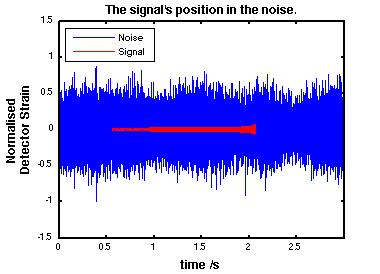 The signal's position in the noise.
Noise
Signal
Normalised
Detector Strain
1.5
1
0.5
0
-0.5
-1
-1.5
0 0.5 1 1.5 2 2.5
time /s